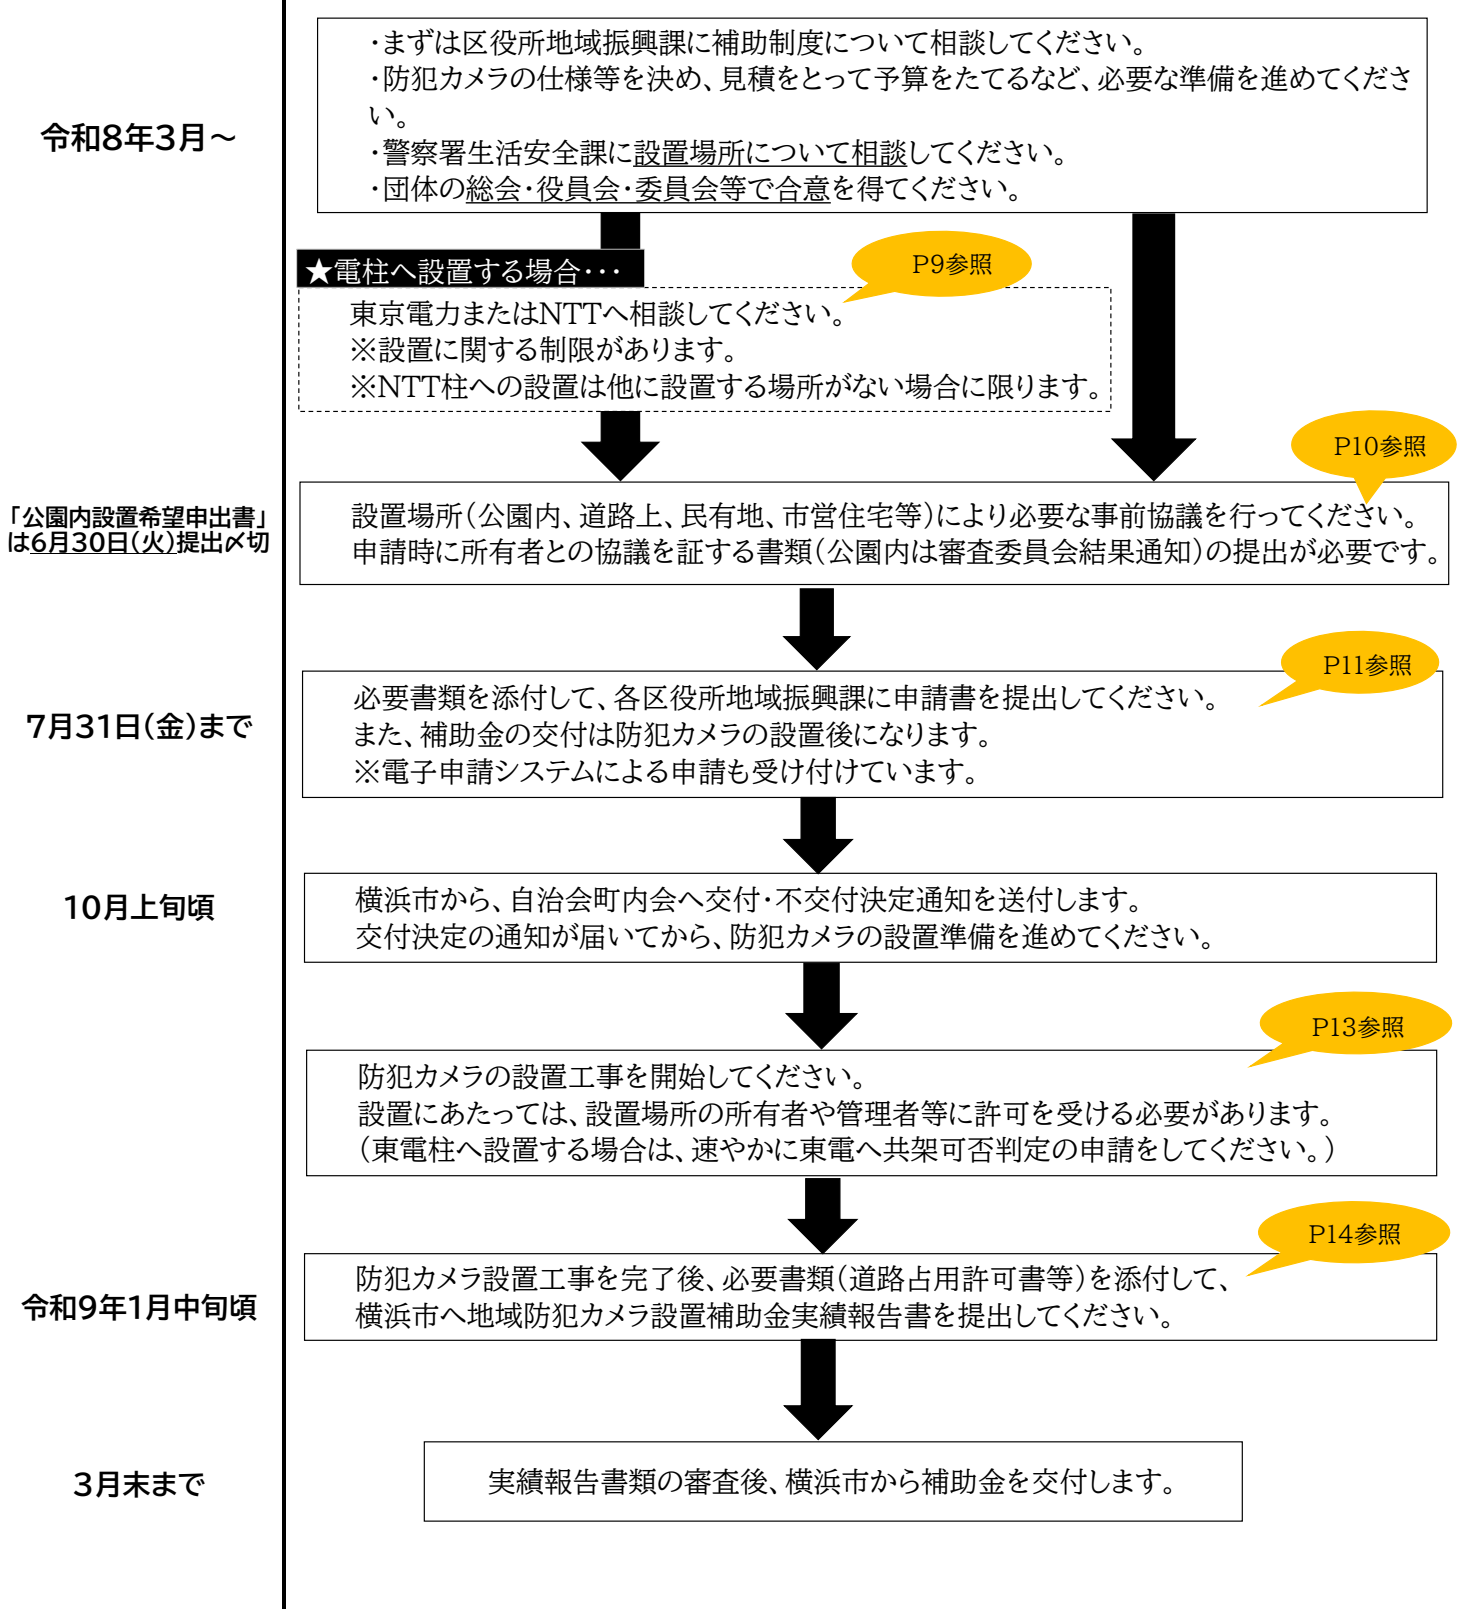 令和8年3月～
・まずは区役所地域振興課に補助制度について相談してください。
・防犯カメラの仕様等を決め、見積をとって予算をたてるなど、必要な準備を進めてくださ
い。
・警察署生活安全課に設置場所について相談してください。
・団体の総会・役員会・委員会等で合意を得てください。
★電柱へ設置する場合・・・
P9参照
東京電力またはNTTへ相談してください。
※設置に関する制限があります。
※NTT柱への設置は他に設置する場所がない場合に限ります。
P10参照
「公園内設置希望申出書」
は6月30日(火)提出〆切
設置場所(公園内、道路上、民有地、市営住宅等)により必要な事前協議を行ってください。
申請時に所有者との協議を証する書類(公園内は審査委員会結果通知)の提出が必要です。
P11参照
7月31日(金)まで
必要書類を添付して、各区役所地域振興課に申請書を提出してください。
また、補助金の交付は防犯カメラの設置後になります。
※電子申請システムによる申請も受け付けています。
10月上旬頃
横浜市から、自治会町内会へ交付・不交付決定通知を送付します。
交付決定の通知が届いてから、防犯カメラの設置準備を進めてください。
P13参照
防犯カメラの設置工事を開始してください。
設置にあたっては、設置場所の所有者や管理者等に許可を受ける必要があります。
(東電柱へ設置する場合は、速やかに東電へ共架可否判定の申請をしてください。)
P14参照
令和9年1月中旬頃
防犯カメラ設置工事を完了後、必要書類(道路占用許可書等)を添付して、
横浜市へ地域防犯カメラ設置補助金実績報告書を提出してください。
3月末まで
実績報告書類の審査後、横浜市から補助金を交付します。